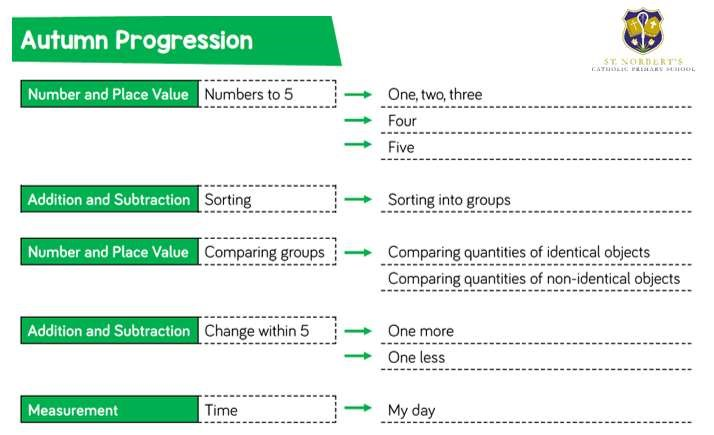 Autumn Progression
ST. NORBERT'S
CATHOLIC PRIMARY SCHOOL
Number and Place Value Numbers to 5 One, two, three
Four
Five
Addition and Subtraction Sorting Sorting into groups
Number and Place Value Comparing groups Comparing quantities of identical objects
Comparing quantities of non-identical objects
Addition and Subtraction Change within 5 One more
One less
Measurement Time My day